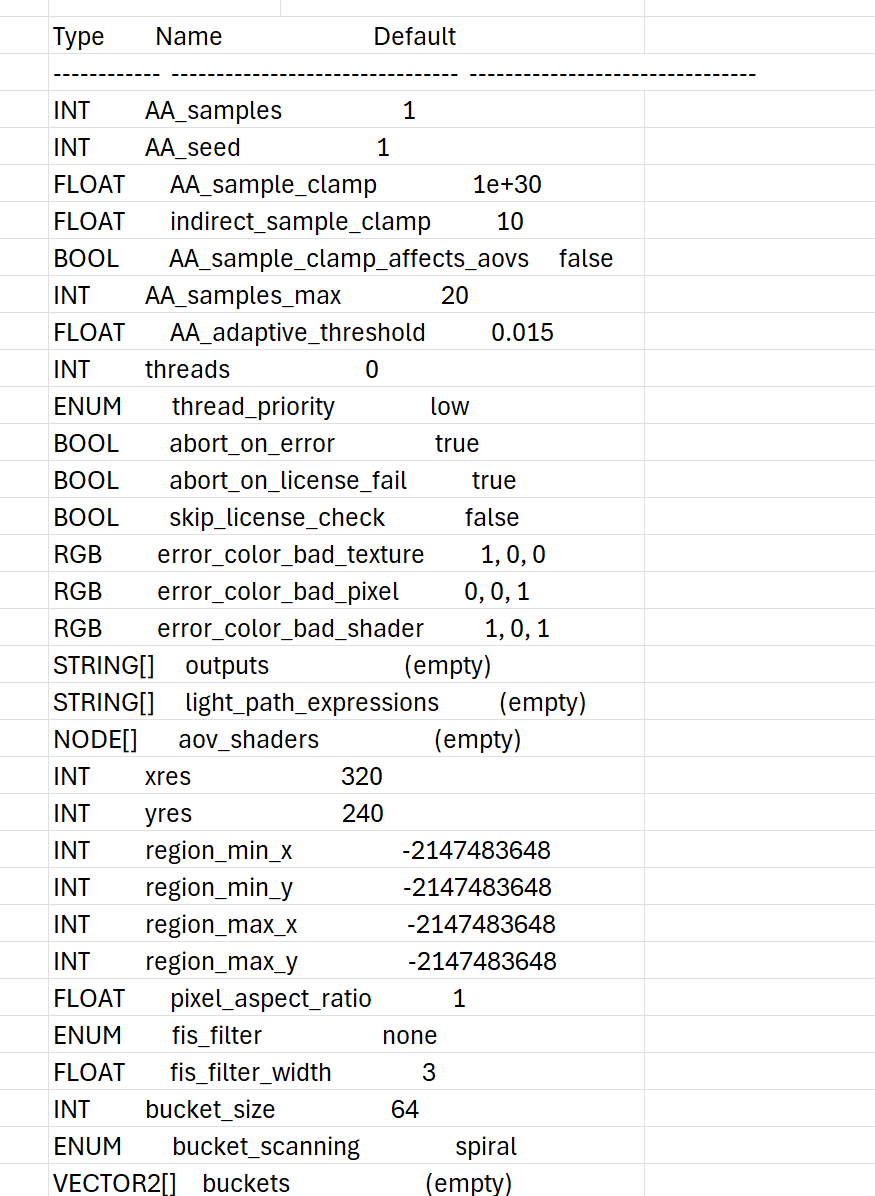 Type Name Default
------------ -------------------------------- --------------------------------
INT AA_samples 1
INT AA_seed 1
FLOAT AA_sample_clamp 1e+30
FLOAT indirect_sample_clamp 10
BOOL AA_sample_clamp_affects_aovs false
INT AA_samples_max 20
FLOAT AA_adaptive_threshold 0.015
INT threads 0
ENUM thread_priority low
BOOL abort_on_error true
BOOL abort_on_license_fail true
BOOL skip_license_check false
RGB error_color_bad_texture 1, 0, 0
RGB error_color_bad_pixel 0, 0, 1
RGB error_color_bad_shader 1, 0, 1
STRING[] outputs (empty)
STRING[] light_path_expressions (empty)
NODE[] aov_shaders (empty)
INT xres 320
INT yres 240
INT region_min_x -2147483648
INT region_min_y -2147483648
INT region_max_x -2147483648
INT region_max_y -2147483648
FLOAT pixel_aspect_ratio 1
ENUM fis_filter none
FLOAT fis_filter_width 3
INT bucket_size 64
ENUM bucket_scanning spiral
VECTOR2[] buckets (empty)